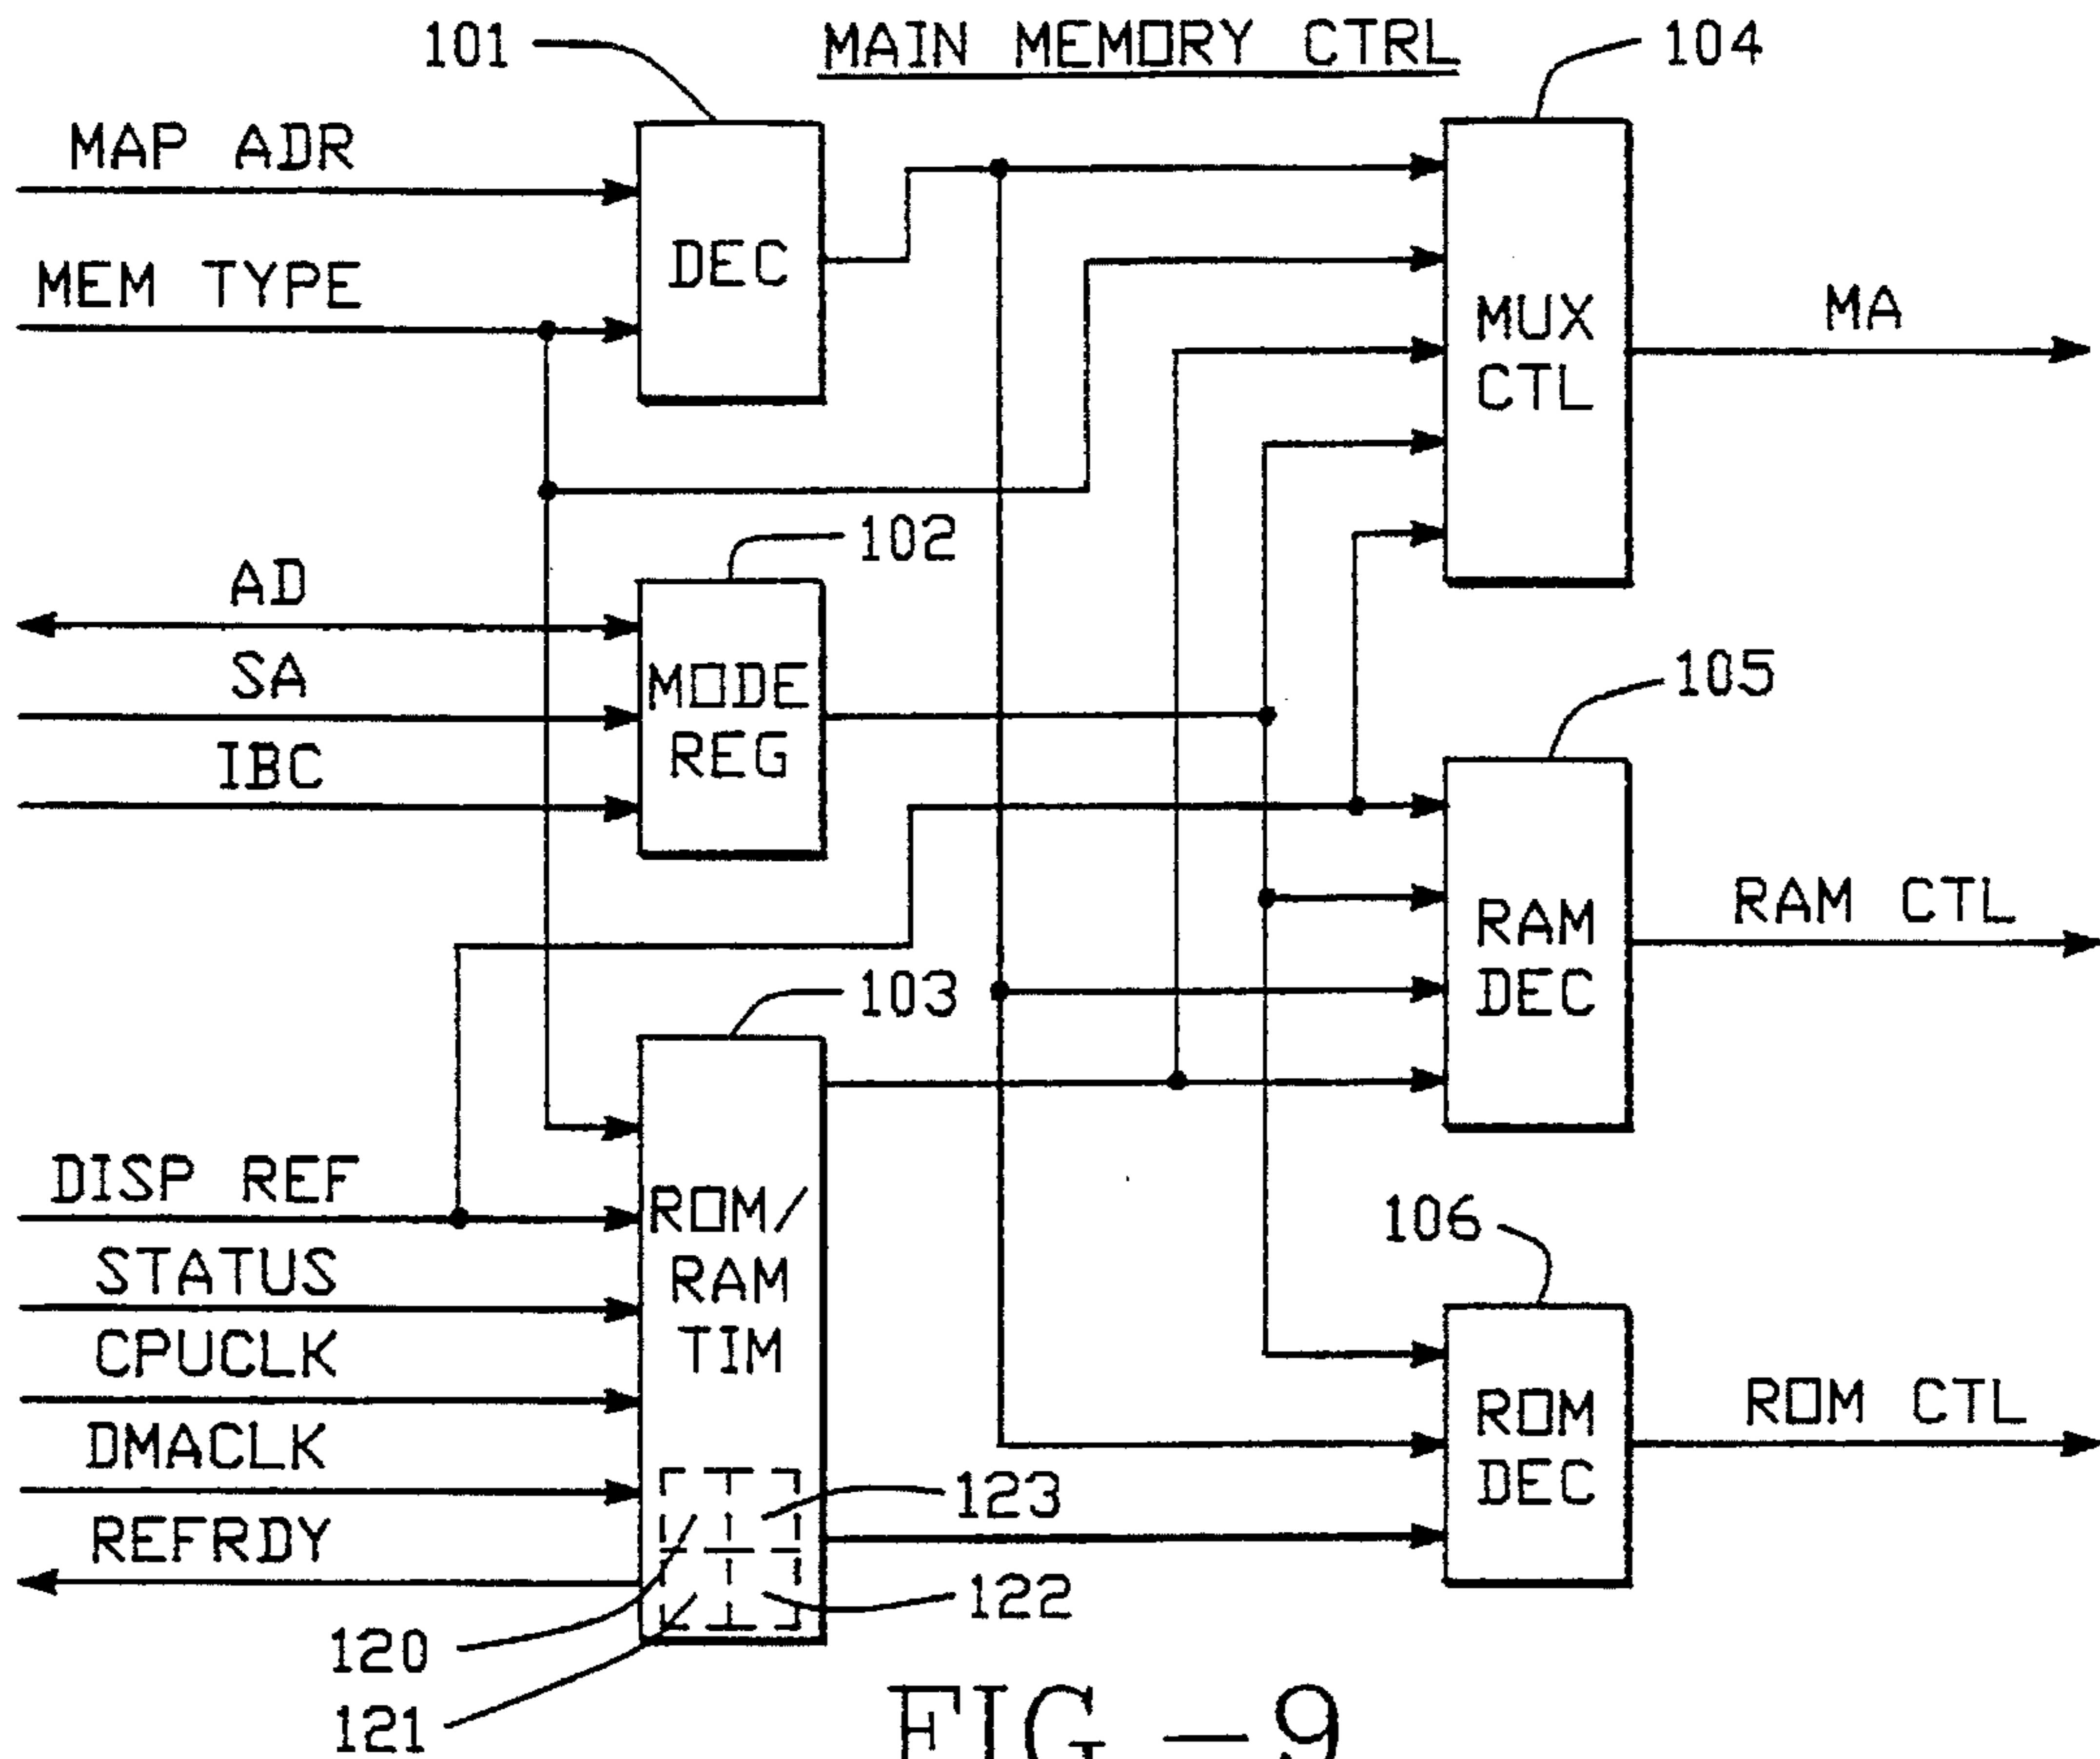 MAIN MEMORY CTRL
101
104
MAP ADR
MEM TYPE
DEC
MUX
CTL
MA
102
AD
SA
IBC
MODE
REG
105
RAM
DEC
RAM CTL
103
DISP REF
STATUS
CPUCLK
DMACLK
REFRDY
ROM/
RAM
TIM
106
ROM
DEC
ROM CTL
123
122
120
121
FIG-9